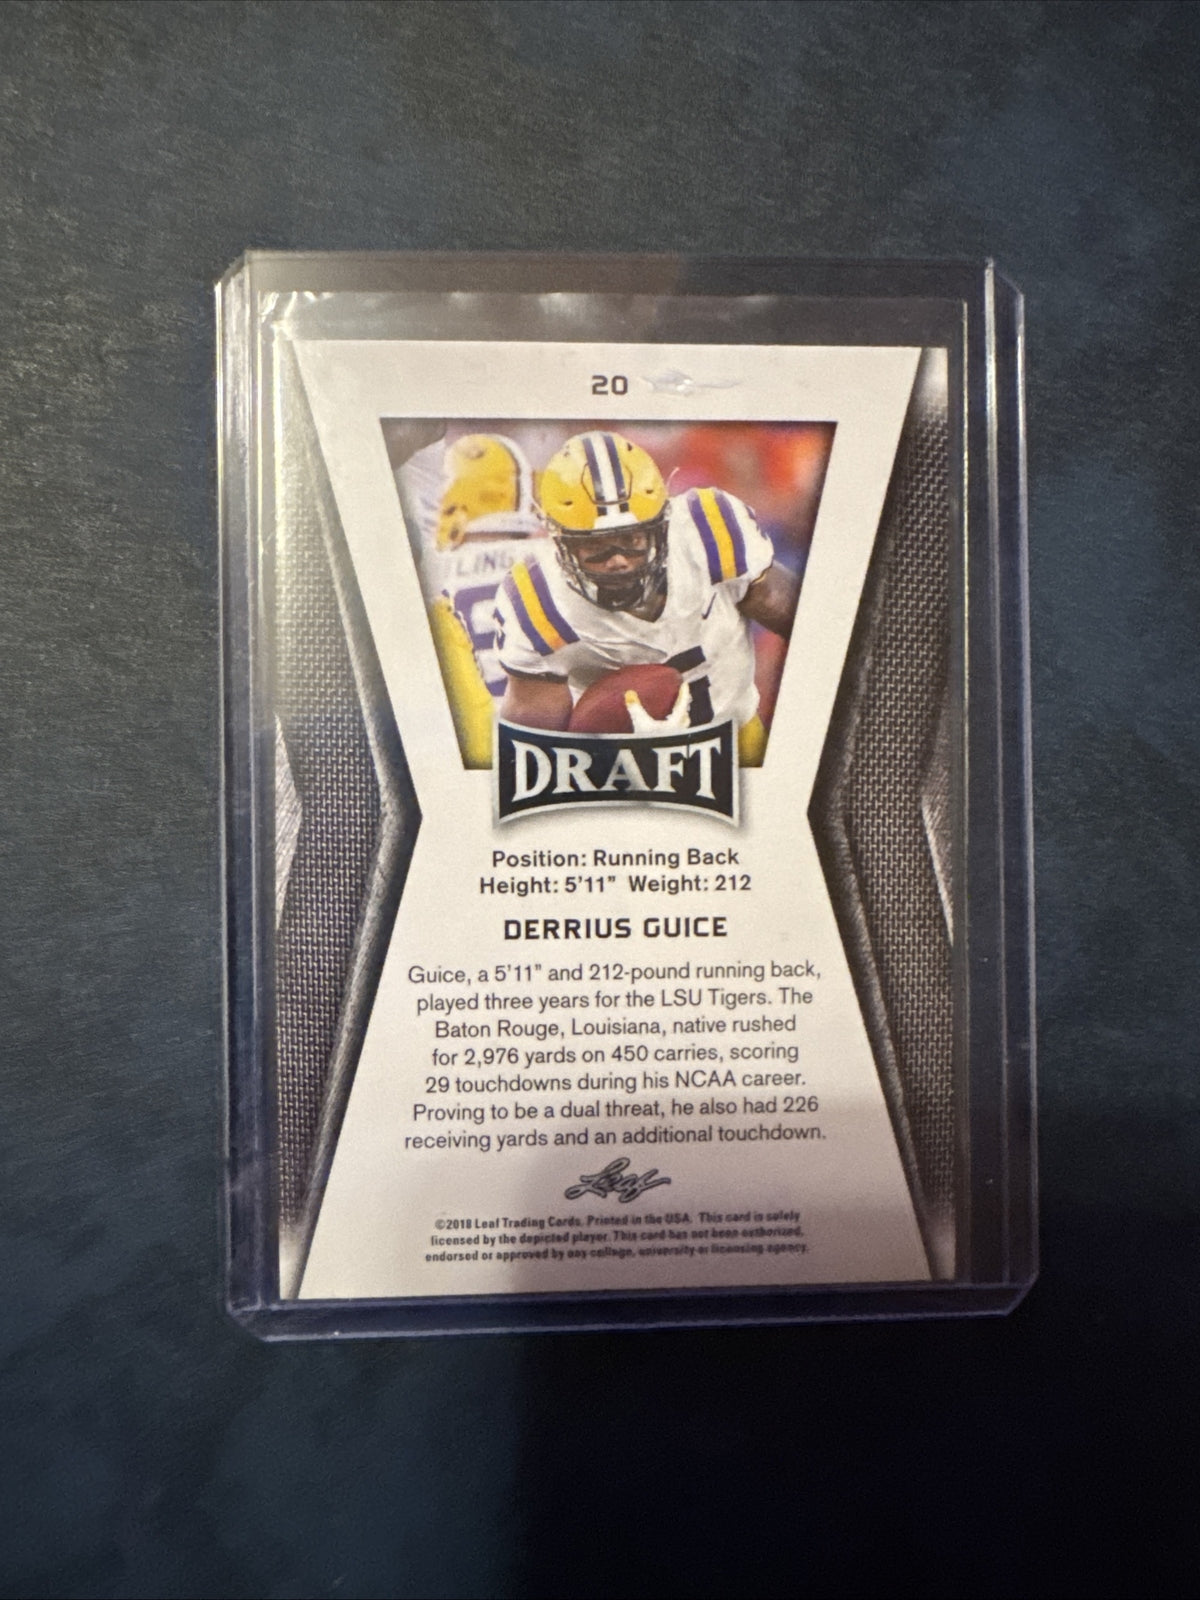 20
LING
DRAFT
Position: Running Back
Height: 5'11" Weight: 212
DERRIUS GUICE
Guice, a 5'11" and 212-pound running back,
played three years for the LSU Tigers. The
Baton Rouge, Louisiana, native rushed
for 2,976 yards on 450 carries, scoring
29 touchdowns during his NCAA career.
Proving to be a dual threat, he also had 226
receiving yards and an additional touchdown.
Leaf
©2018 Leaf Trading Cards. Printed in the USA. This card is solely
licensed by the depicted player. This card has not been authorized,
endorsed or approved by any college, university or licensing agency.